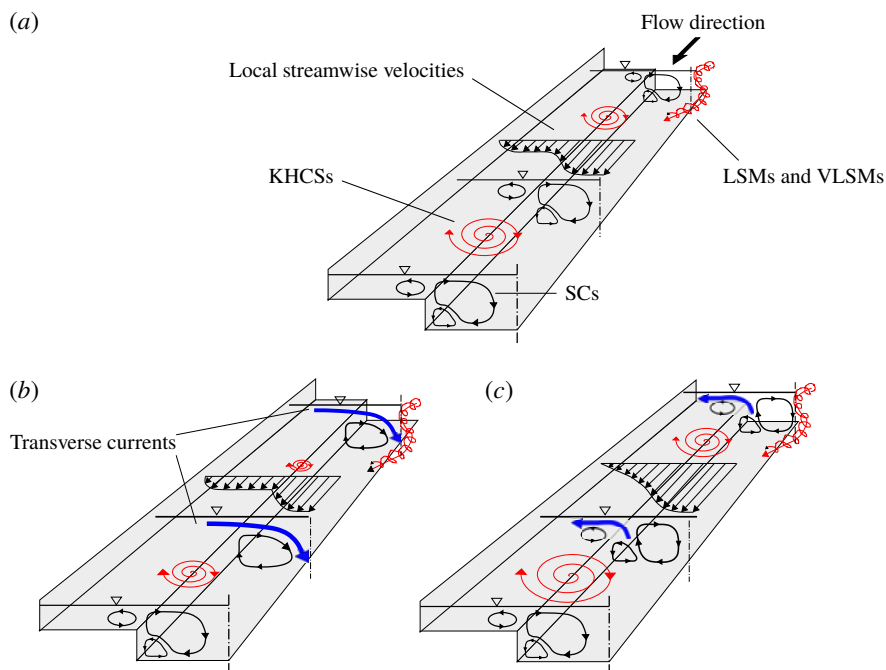 (a)
Flow direction
Local streamwise velocities
KHCSs
LSMs and VLSMs
SCs
(b)
(c)
Transverse currents